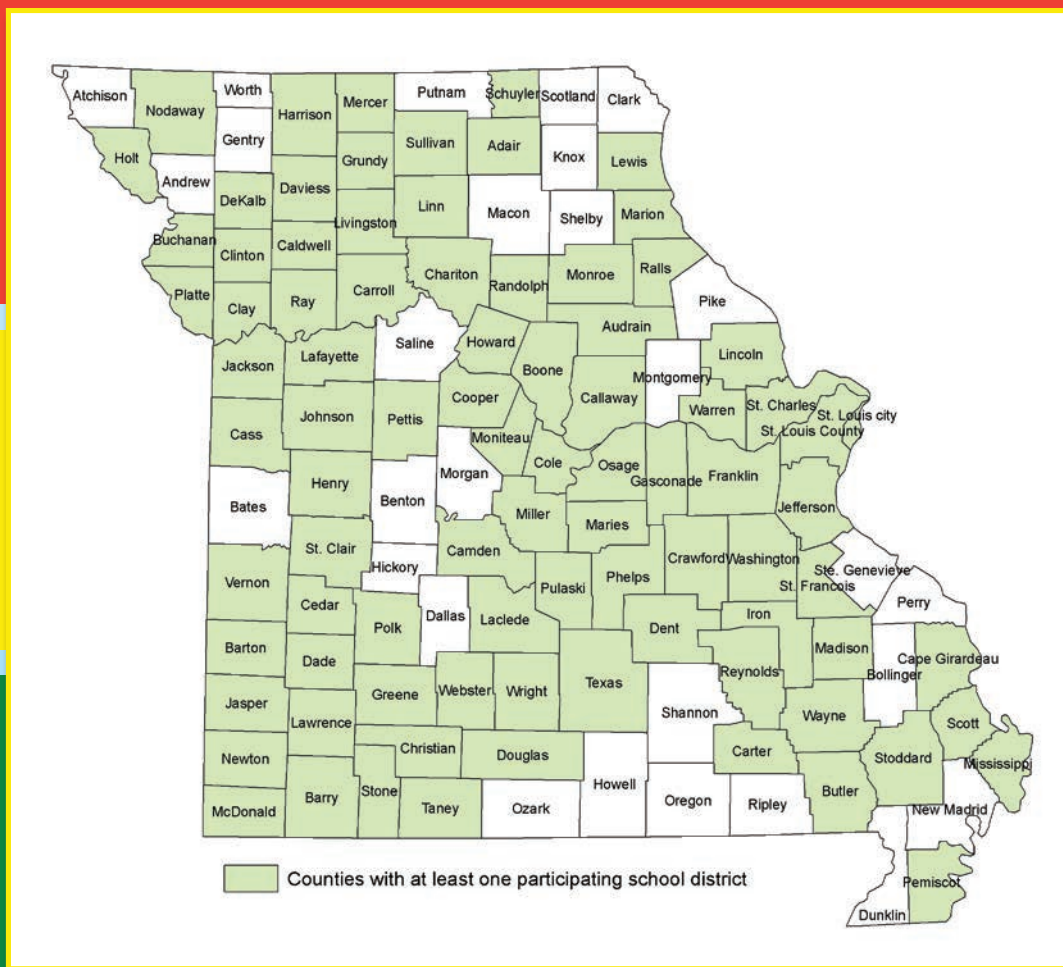 Atchison
Nodaway
Worth
Harrison
Mercer
Putnam
Schuyler
Scotland
Clark
Holt
Andrew
Gentry
DeKalb
Daviess
Grundy
Sullivan
Adair
Knox
Lewis
Buchanan
Clinton
Caldwell
Livingston
Linn
Macon
Shelby
Marion
Platte
Clay
Ray
Carroll
Chariton
Randolph
Monroe
Ralls
Pike
Jackson
Lafayette
Saline
Howard
Boone
Audrain
Callaway
Montgomery
Lincoln
Warren
St. Charles
St. Louis city
St. Louis County
Cass
Johnson
Pettis
Cooper
Moniteau
Cole
Osage
Gasconade
Franklin
Jefferson
Bates
Henry
Benton
Morgan
Miller
Maries
St. Clair
Hickory
Camden
Pulaski
Phelps
Crawford
Washington
St. Francois
Ste. Genevieve
Perry
Vernon
Cedar
Polk
Dallas
Laclede
Dent
Iron
Madison
Bollinger
Cape Girardeau
Barton
Dade
Greene
Webster
Wright
Texas
Reynolds
Shannon
Wayne
Scott
Jasper
Lawrence
Christian
Douglas
Carter
Stoddard
Mississippi
Newton
McDonald
Barry
Stone
Taney
Ozark
Howell
Oregon
Ripley
Butler
New Madrid
Pemiscot
Dunklin
Counties with at least one participating school district